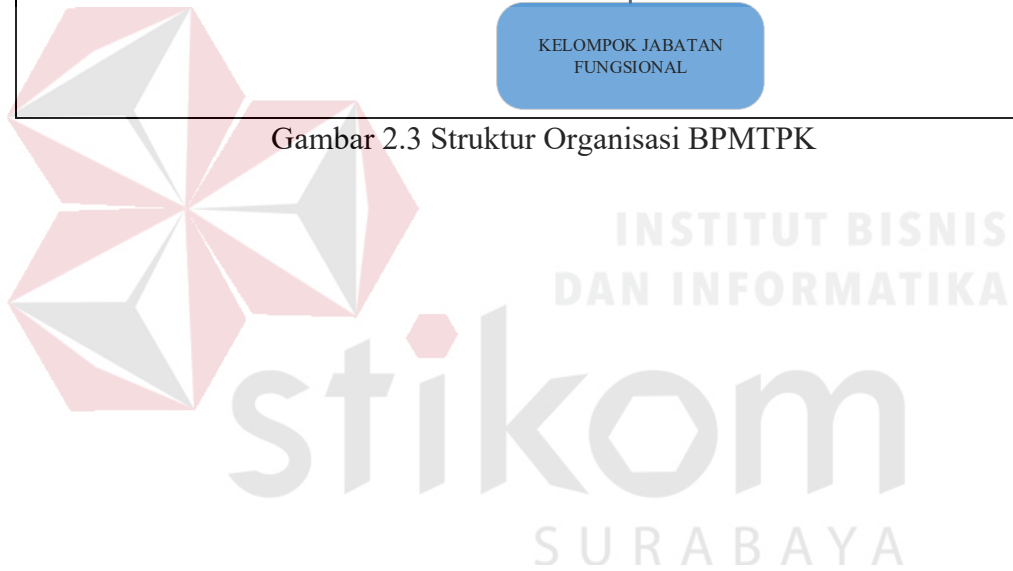 KELOMPOK JABATAN
FUNGSIONAL
Gambar 2.3 Struktur Organisasi BPMTPK
INSTITUT BISNIS
DAN INFORMATIKA
stikom
SURABAYA